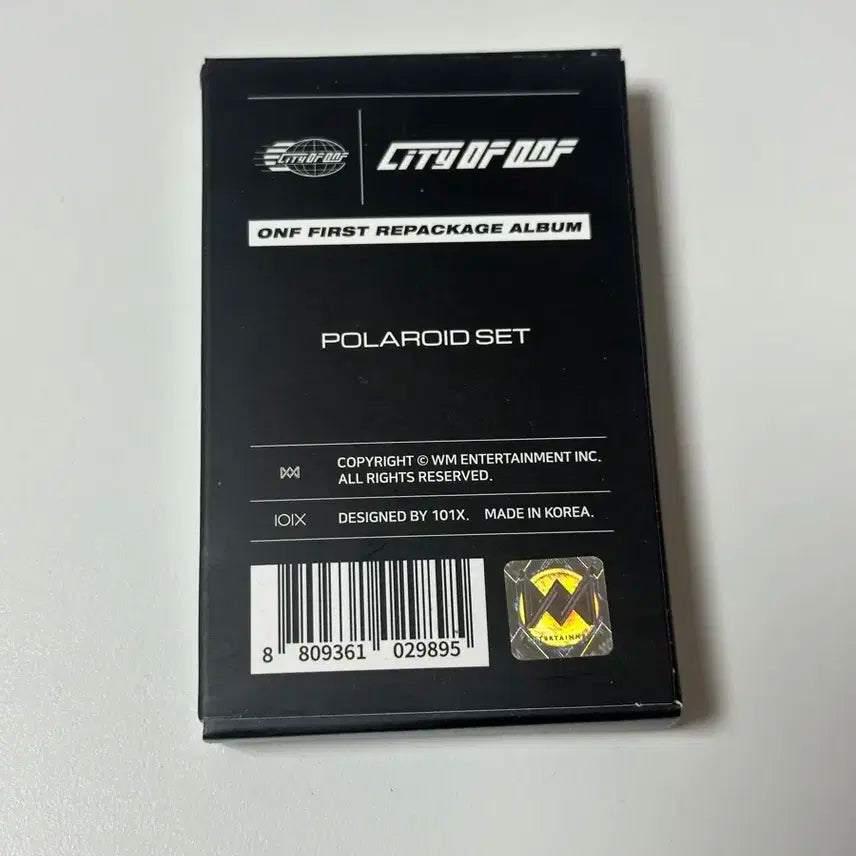 CITY OF ONF
CITY OF ONF
ONF FIRST REPACKAGE ALBUM
POLAROID SET
COPYRIGHT © WM ENTERTAINMENT INC.
ALL RIGHTS RESERVED.
101X
DESIGNED BY 101X. MADE IN KOREA.
8 809361 029895